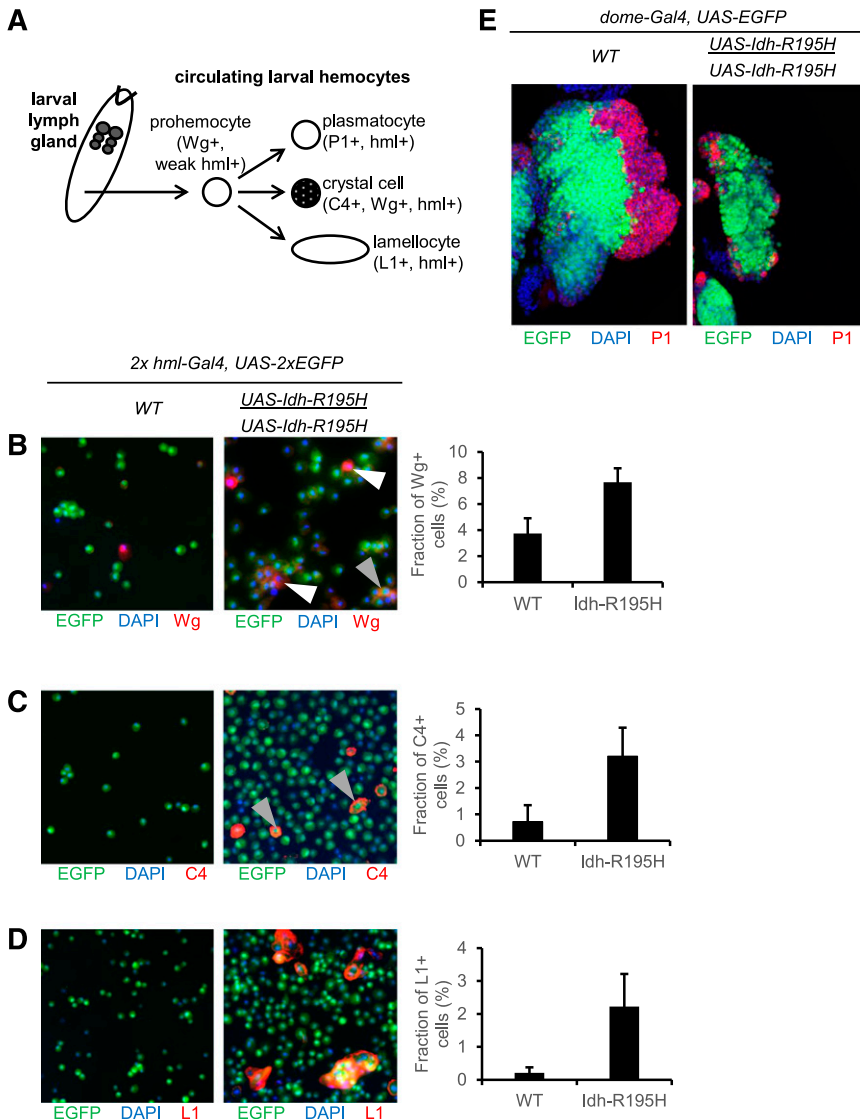 A
circulating larval hemocytes
larval
lymph
gland
prohemocyte
(Wg+,
weak hml+)
plasmatocyte
(P1+, hml+)
crystal cell
(C4+, Wg+, hml+)
lamellocyte
(L1+, hml+)
E
dome-Gal4, UAS-EGFP
WT
UAS-Idh-R195H
UAS-Idh-R195H
EGFP DAPI P1
EGFP DAPI P1
2x hml-Gal4, UAS-2xEGFP
WT
UAS-Idh-R195H
UAS-Idh-R195H
B
EGFP DAPI Wg
EGFP DAPI Wg
Fraction of Wg+
cells (%)
10
8
6
4
2
0
WT Idh-R195H
C
EGFP DAPI C4
EGFP DAPI C4
Fraction of C4+
cells (%)
5
4
3
2
1
0
WT Idh-R195H
D
EGFP DAPI L1
EGFP DAPI L1
Fraction of L1+
cells (%)
4
3
2
1
0
WT Idh-R195H